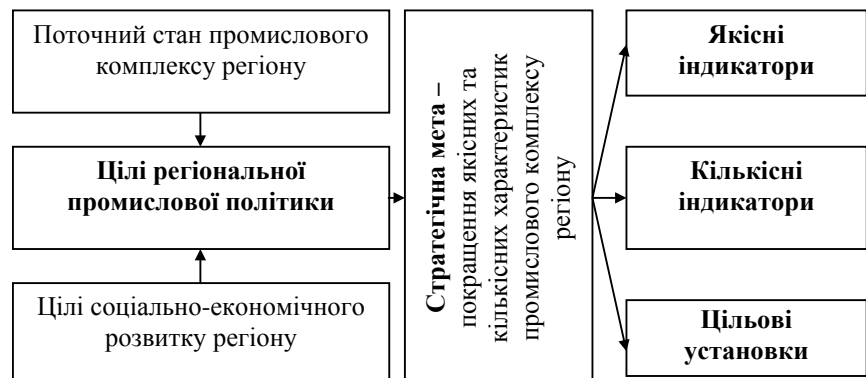 Поточний стан промислового
комплексу регіону
Цілі регіональної
промислової політики
Цілі соціально-економічного
розвитку регіону
Стратегічна мета –
покращення якісних та
кількісних характеристик
промислового комплексу
регіону
Якісні
індикатори
Кількісні
індикатори
Цільові
установки